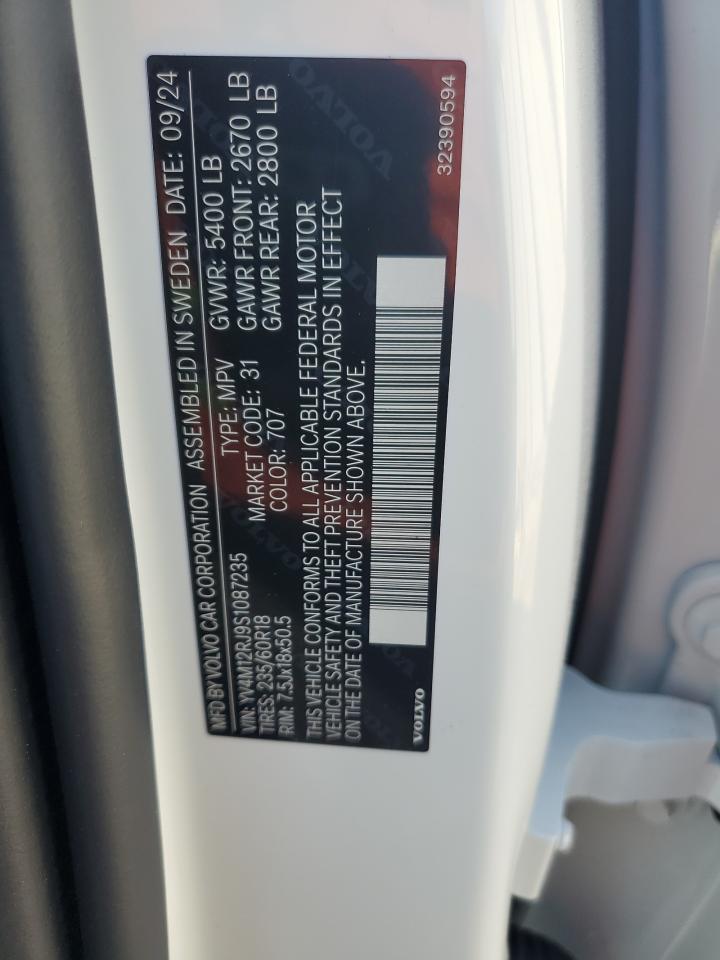 MFD BY VOLVO CAR CORPORATION ASSEMBLED IN SWEDEN DATE: 09/24
VIN: YV4M12RJ9S1087235 TYPE: MPV GVWR: 5400 LB
TIRES: 235/60R18 MARKET CODE: 31 GAWR FRONT: 2670 LB
RIM: 7.5Jx18x50.5 COLOR: 707 GAWR REAR: 2800 LB
THIS VEHICLE CONFORMS TO ALL APPLICABLE FEDERAL MOTOR
VEHICLE SAFETY AND THEFT PREVENTION STANDARDS IN EFFECT
ON THE DATE OF MANUFACTURE SHOWN ABOVE.
VOLVO 32390594